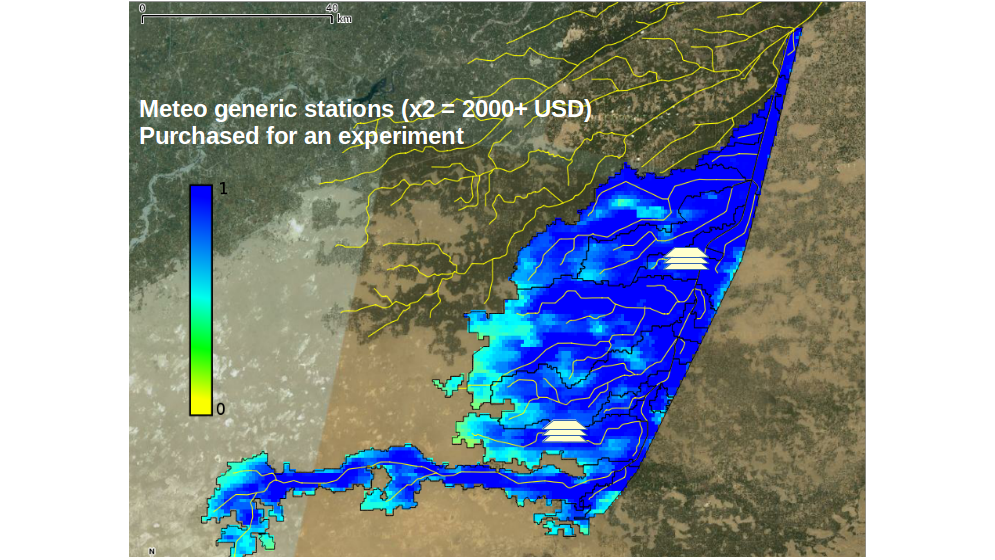 0 40
km
Meteo generic stations (x2 = 2000+ USD)
Purchased for an experiment
1
0
N